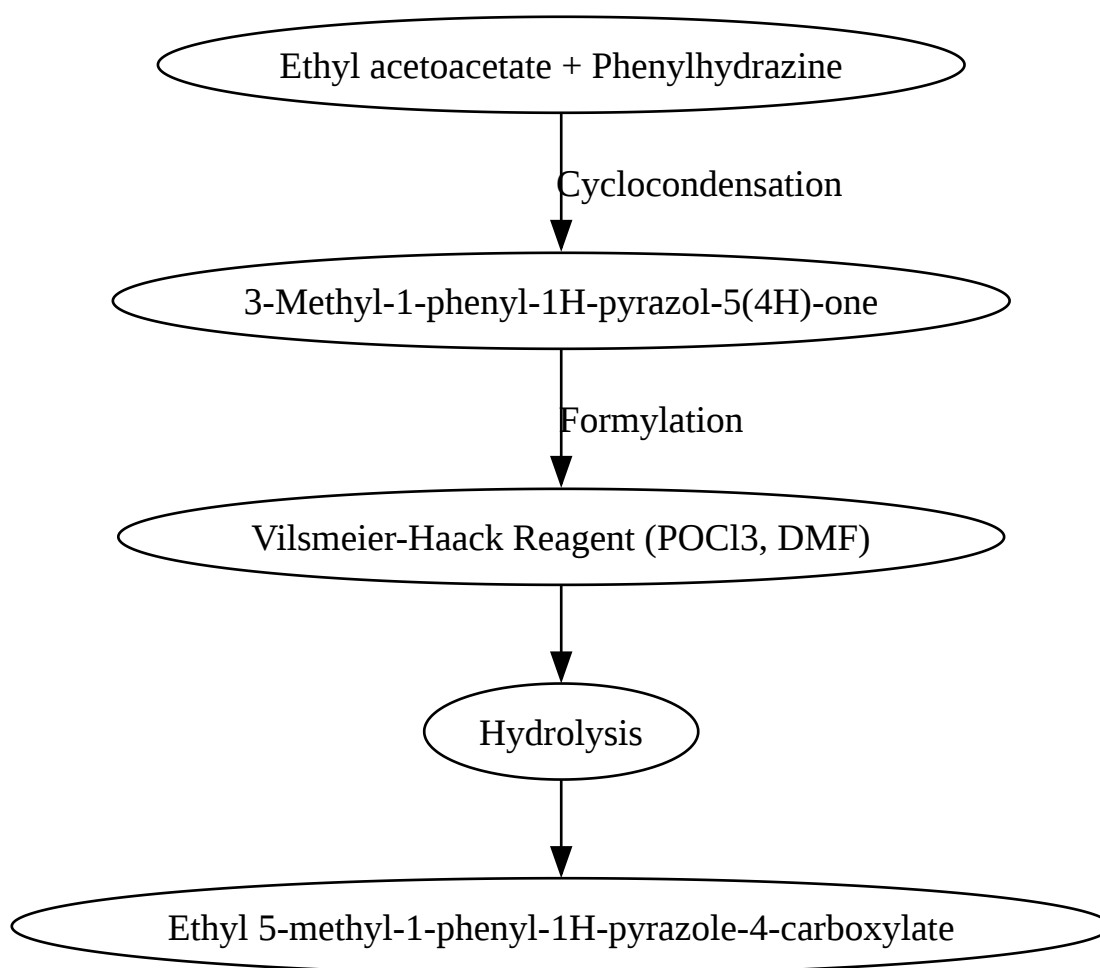 Ethyl acetoacetate + Phenylhydrazine
Cyclocondensation
3-Methyl-1-phenyl-1H-pyrazol-5(4H)-one
Formylation
Vilsmeier-Haack Reagent (POCl3, DMF)
Hydrolysis
Ethyl 5-methyl-1-phenyl-1H-pyrazole-4-carboxylate